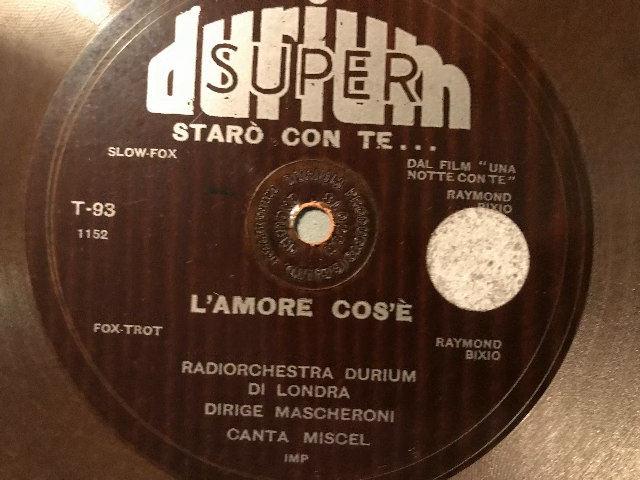 durium
SUPER
STARÒ CON TE...
SLOW-FOX
DAL FILM "UNA
NOTTE CON TE"
RAYMOND
BIXIO
T-93
1152
L'AMORE COS'È
FOX-TROT
RAYMOND
BIXIO
RADIORCHESTRA DURIUM
DI LONDRA
DIRIGE MASCHERONI
CANTA MISCEL
IMP